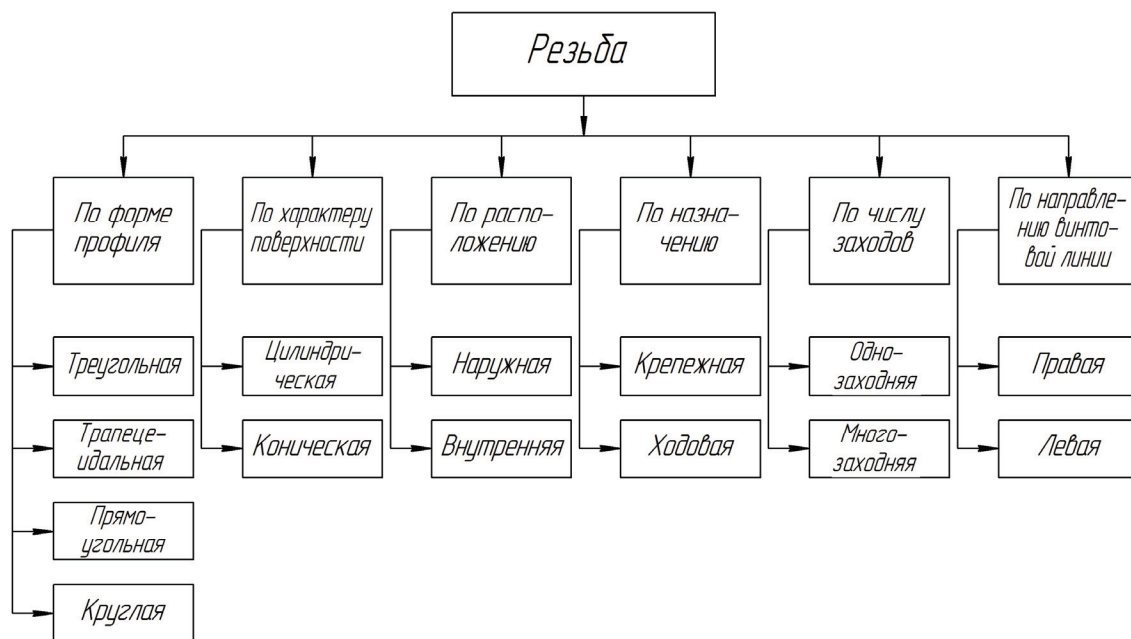 Резьба
По форме
профиля
По характеру
поверхности
По распо-
ложению
По назна-
чению
По числу
заходов
По направле-
нию винто-
вой линии
Треугольная
Цилиндри-
ческая
Наружная
Крепежная
Одно-
заходняя
Правая
Трапеце-
идальная
Коническая
Внутренняя
Ходовая
Много-
заходняя
Левая
Прямо-
угольная
Круглая